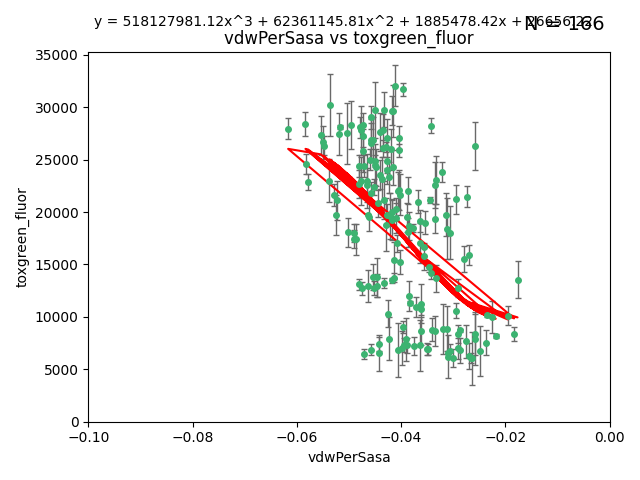 y = 518127981.12x^3 + 62361145.81x^2 + 1885478.42x +
N = 166
vdwPerSasa vs toxgreen_fluor
35000
30000
25000
20000
15000
10000
5000
0
toxgreen_fluor
−0.10
−0.08
−0.06
−0.04
−0.02
0.00
vdwPerSasa